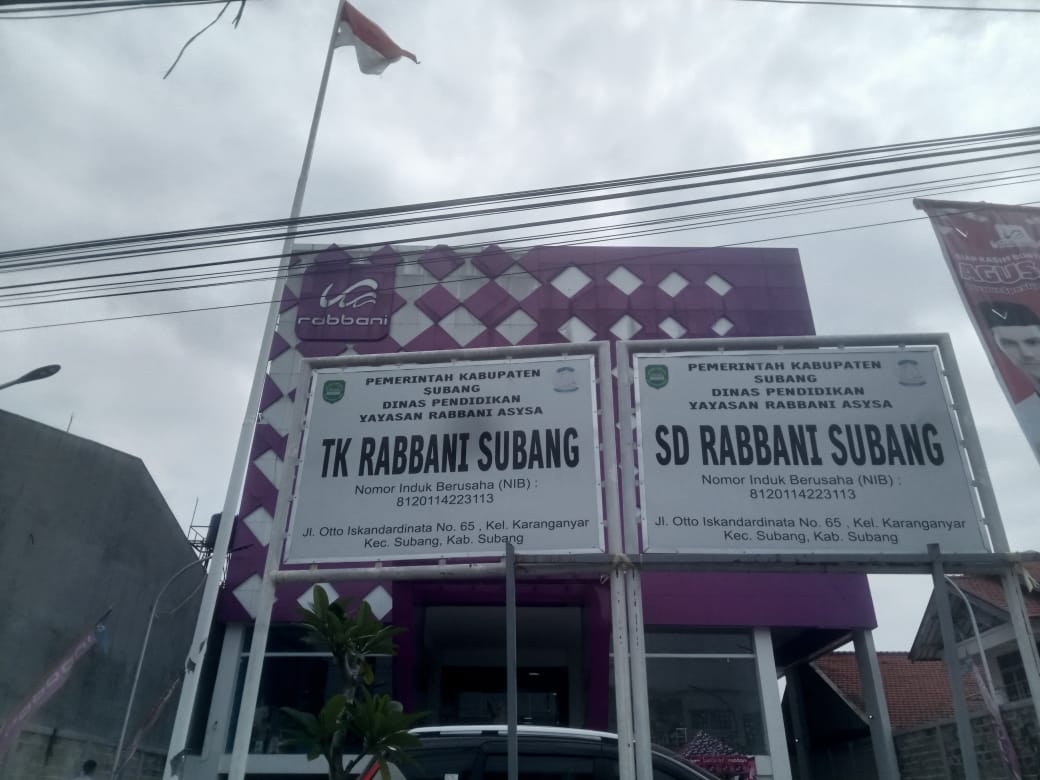 rabbani
PEMERINTAH KABUPATEN
SUBANG
DINAS PENDIDIKAN
YAYASAN RABBANI ASYSA
TK RABBANI SUBANG
Nomor Induk Berusaha (NIB) :
8120114223113
Jl. Otto Iskandardinata No. 65 , Kel. Karanganyar
Kec. Subang, Kab. Subang
PEMERINTAH KABUPATEN
SUBANG
DINAS PENDIDIKAN
YAYASAN RABBANI ASYSA
SD RABBANI SUBANG
Nomor Induk Berusaha (NIB) :
8120114223113
Jl. Otto Iskandardinata No. 65 , Kel. Karanganyar
Kec. Subang, Kab. Subang